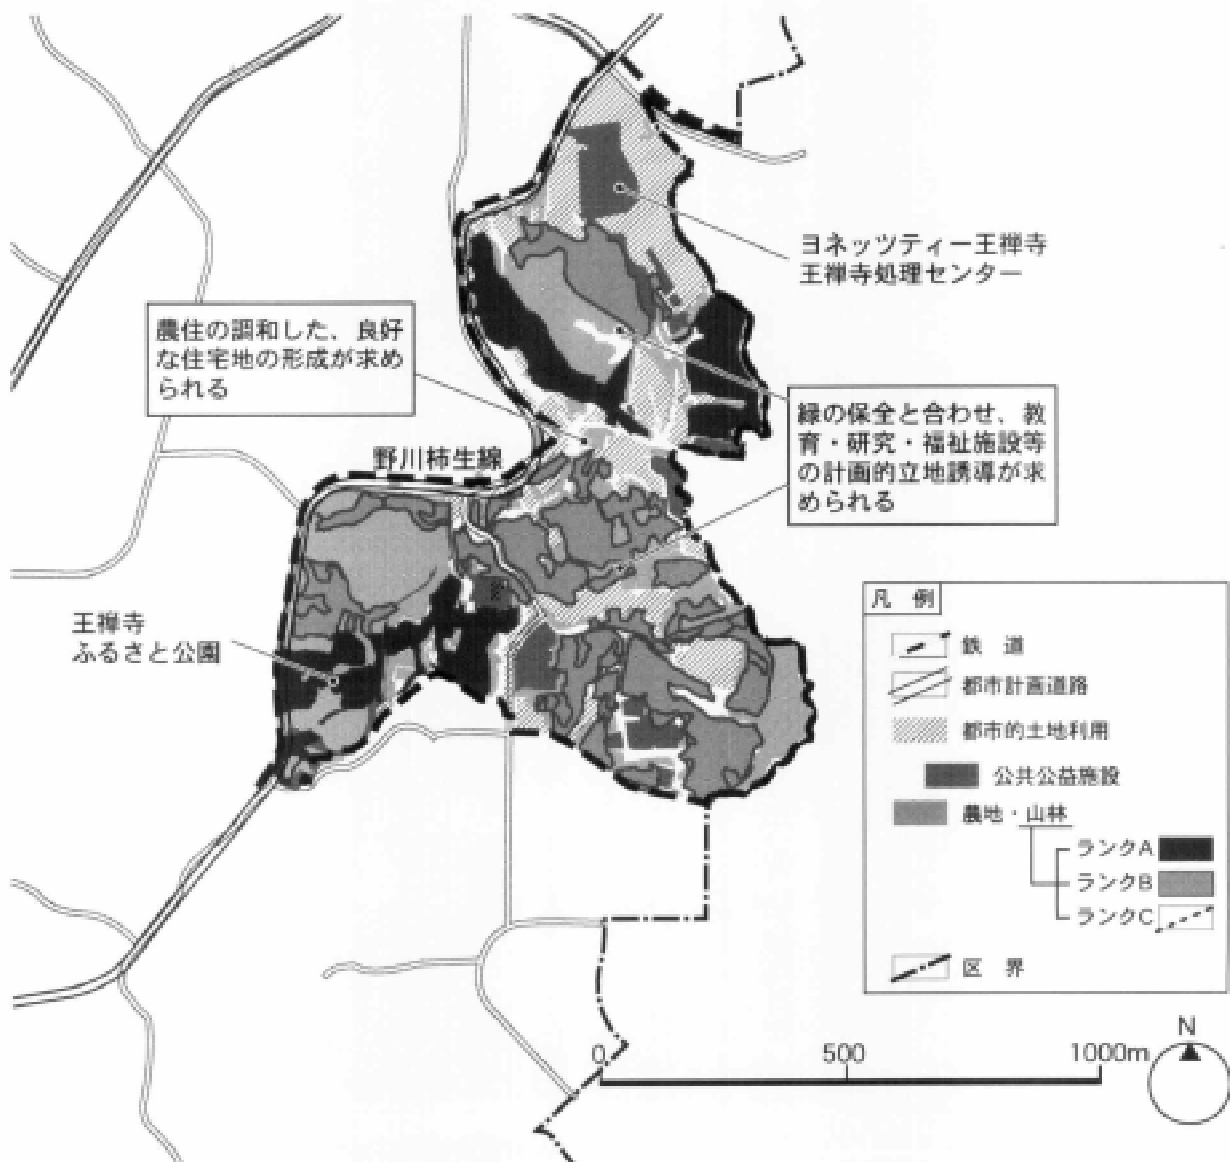 ヨネッツティー王禅寺
王禅寺処理センター
農住の調和した、良好
な住宅地の形成が求め
られる
緑の保全と合わせ、教
育・研究・福祉施設等
の計画的立地誘導が求
められる
野川柿生線
王禅寺
ふるさと公園
凡 例
鉄 道
都市計画道路
都市的土地利用
公共公益施設
農地・山林
ランクA
ランクB
ランクC
区 界
N
0 500 1000m